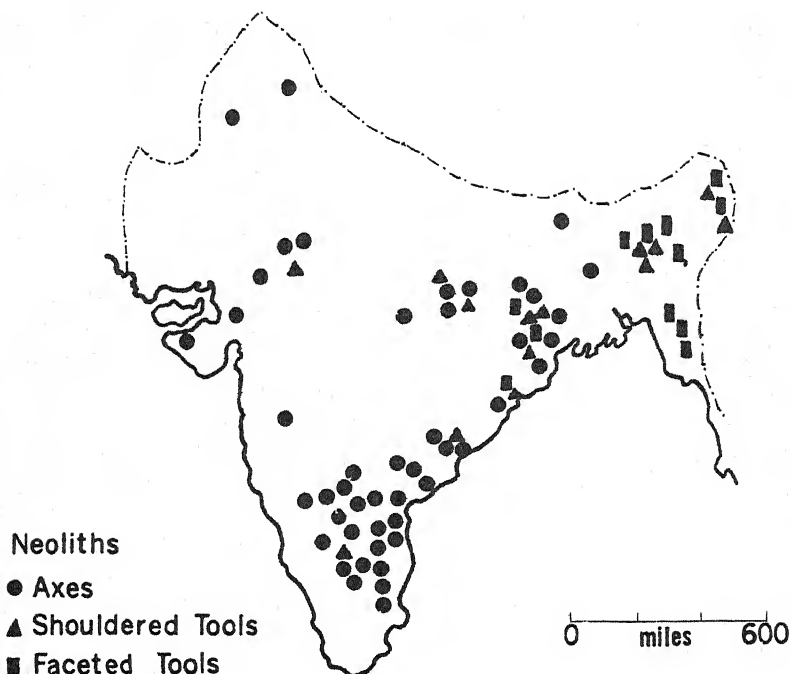 Neoliths
● Axes
▲ Shouldered Tools
■ Faceted Tools
0 miles 600